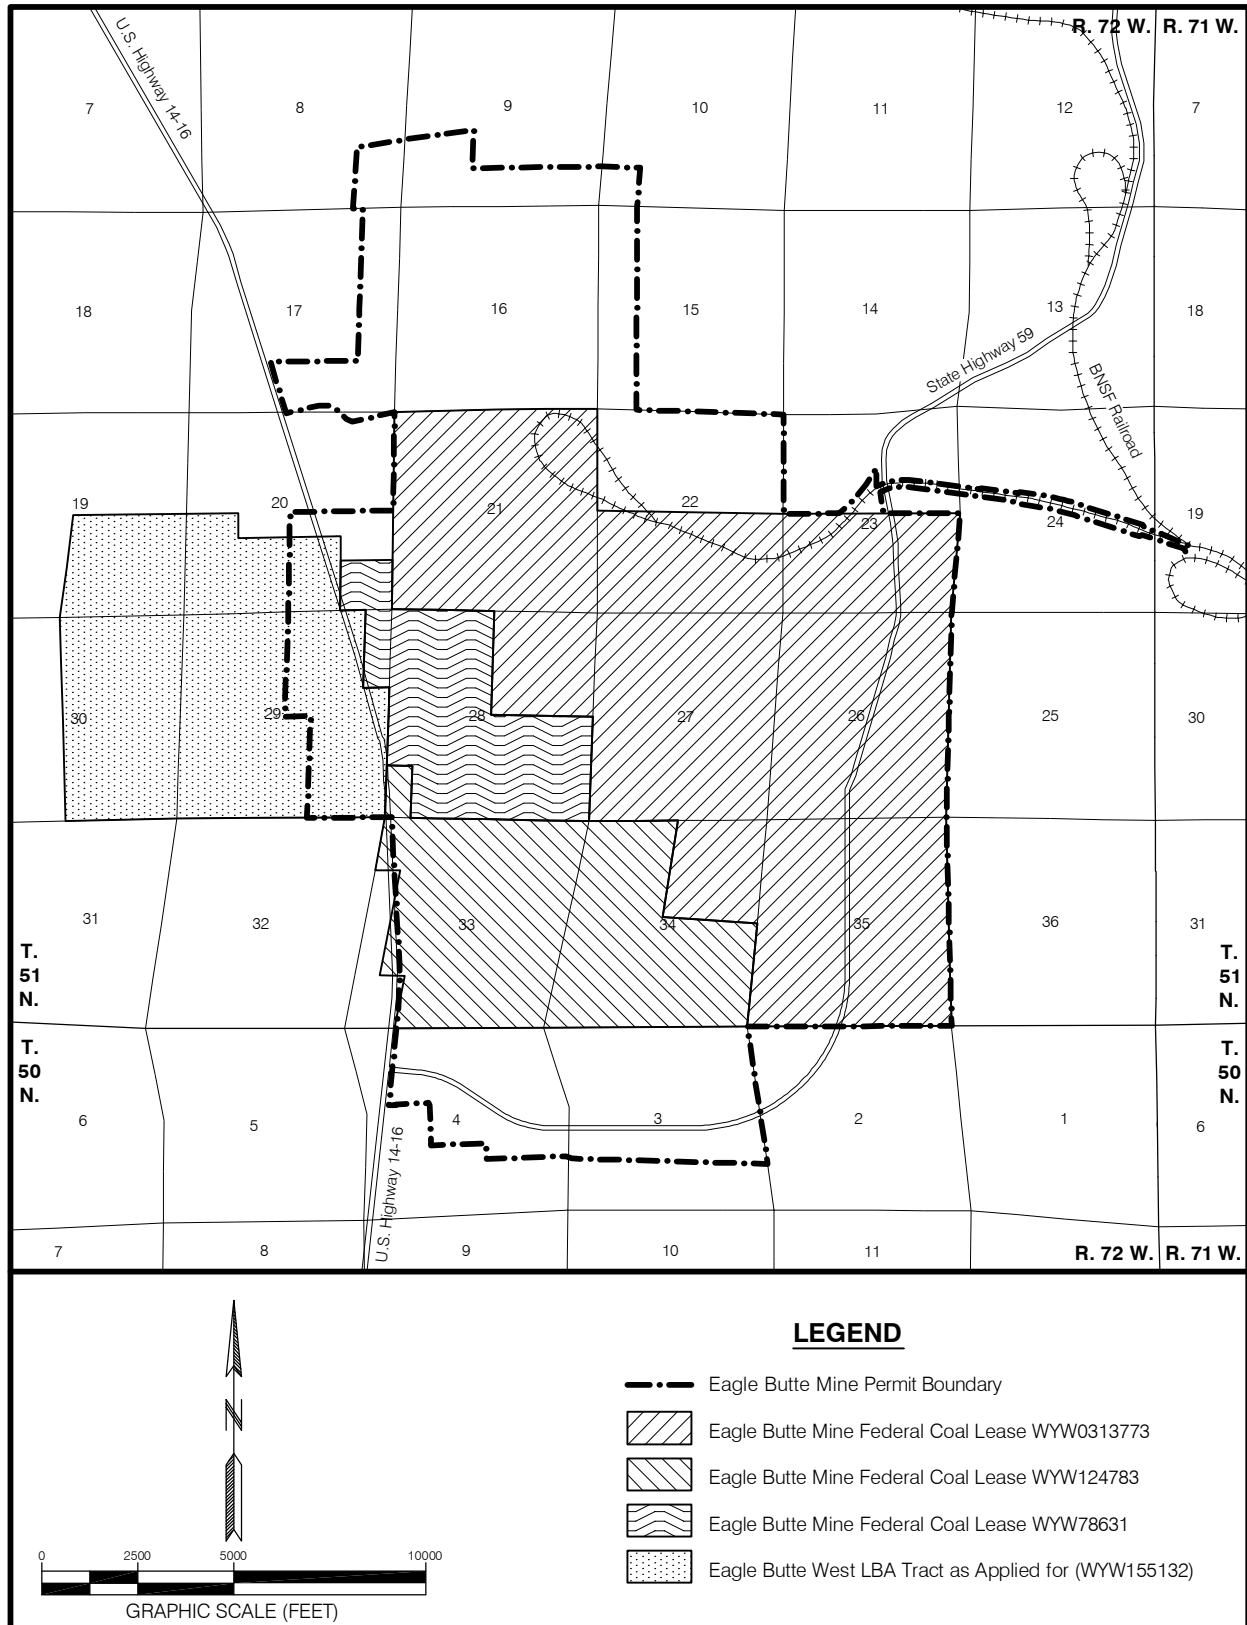 R. 72 W. R. 71 W.
U.S. Highway 14-16
7 8 9 10 11 12 7
18 17 16 15 14 13 18
State Highway 59
BNSF Railroad
19 20 21 22 23 24 19
30 29 28 27 26 25 30
31 32 33 34 35 36 31
T. T.
51 51
N. N.
T. T.
50 50
N. N.
6 5 4 3 2 1 6
U.S. Highway 14-16
7 8 9 10 11 R. 72 W. R. 71 W.
LEGEND
Eagle Butte Mine Permit Boundary
Eagle Butte Mine Federal Coal Lease WYW0313773
N
Eagle Butte Mine Federal Coal Lease WYW124783
Eagle Butte Mine Federal Coal Lease WYW78631
Eagle Butte West LBA Tract as Applied for (WYW155132)
0 2500 5000 10000
GRAPHIC SCALE (FEET)